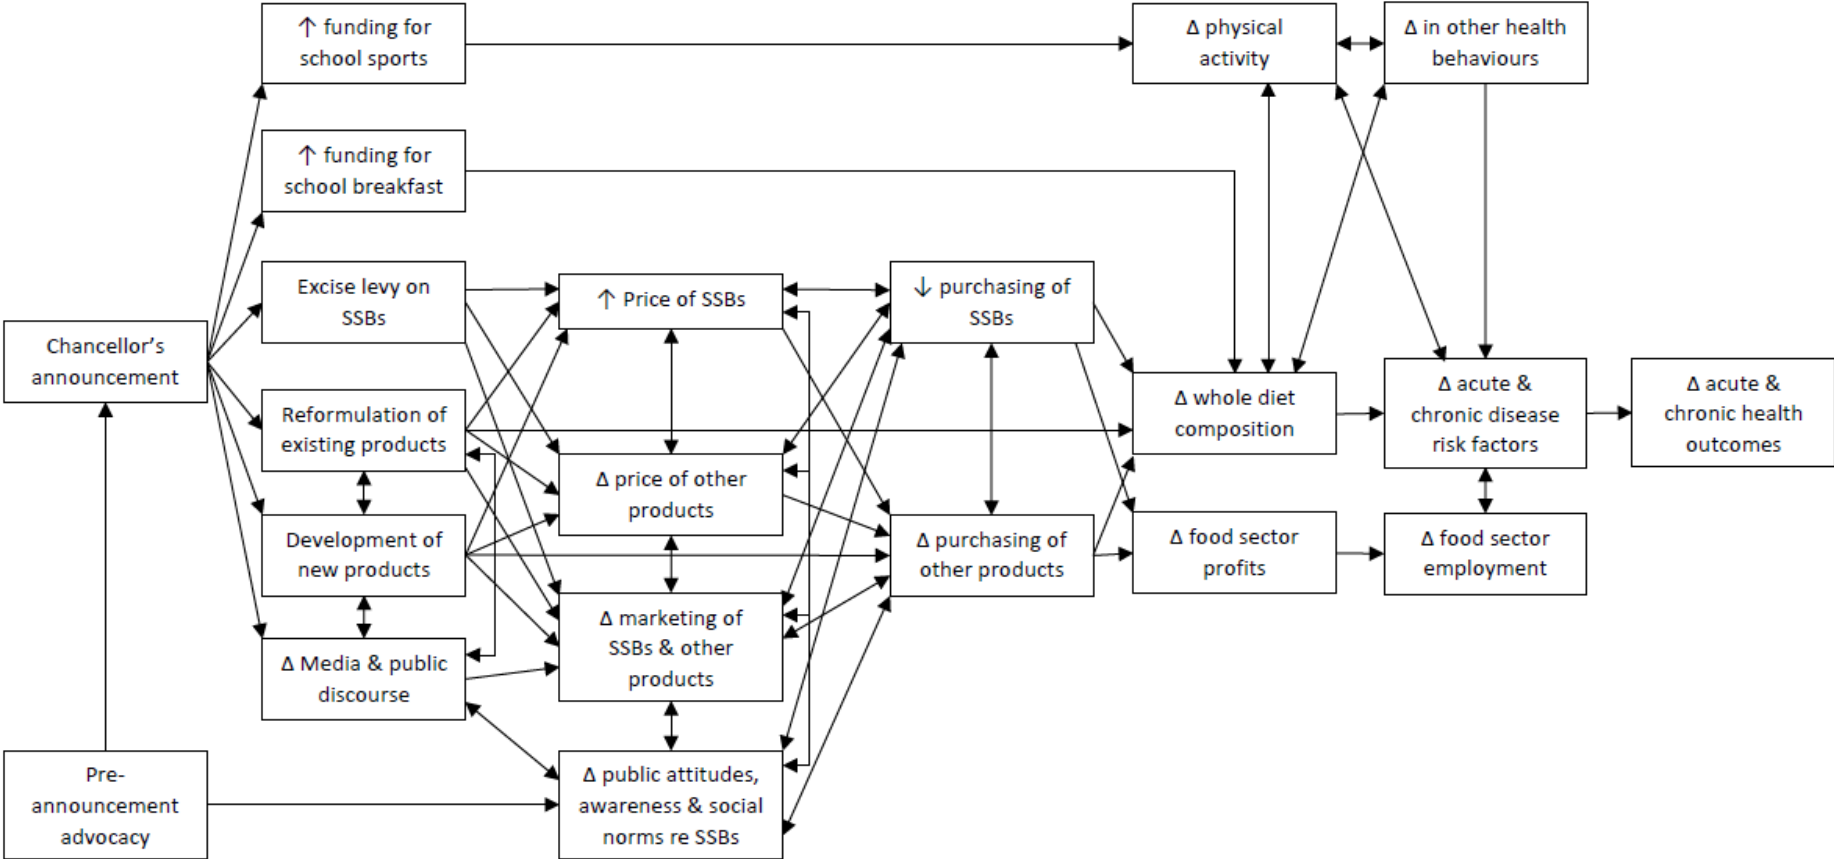 ↑ funding for
school sports
Δ physical
activity
Δ in other health
behaviours
↑ funding for
school breakfast
Excise levy on
SSBs
↑ Price of SSBs
↓ purchasing of
SSBs
Chancellor’s
announcement
Reformulation of
existing products
Δ whole diet
composition
Δ acute &
chronic disease
risk factors
Δ acute &
chronic health
outcomes
Δ price of other
products
Development of
new products
Δ purchasing of
other products
Δ food sector
profits
Δ food sector
employment
Δ Media & public
discourse
Δ marketing of
SSBs & other
products
Pre-
announcement
advocacy
Δ public attitudes,
awareness & social
norms re SSBs